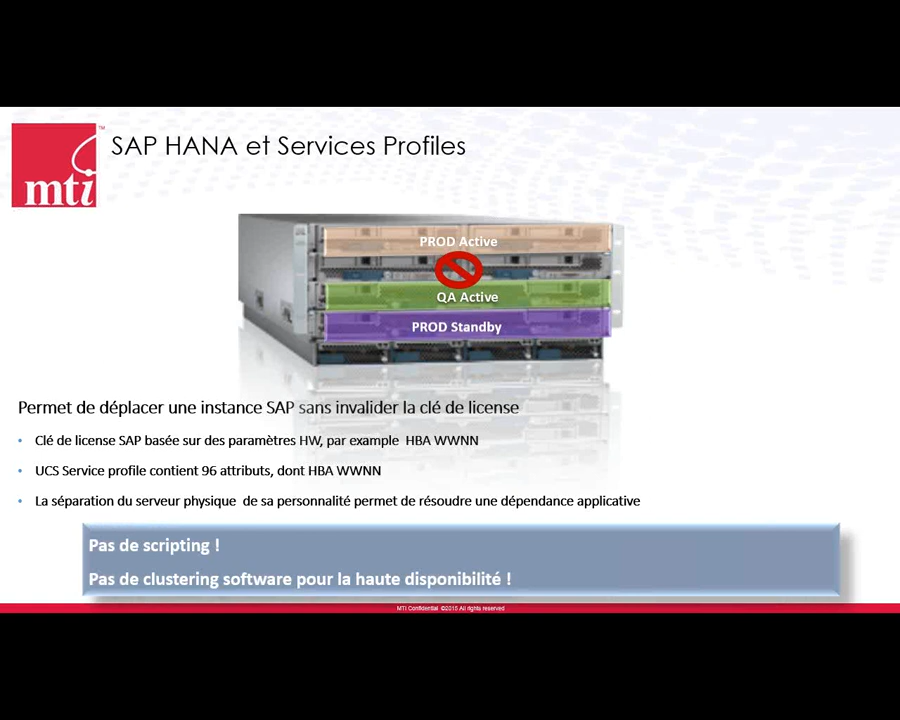 mti
™
SAP HANA et Services Profiles
PROD Active
QA Active
PROD Standby
Permet de déplacer une instance SAP sans invalider la clé de license
• Clé de license SAP basée sur des paramètres HW, par example HBA WWNN
• UCS Service profile contient 96 attributs, dont HBA WWNN
• La séparation du serveur physique de sa personnalité permet de résoudre une dépendance applicative
Pas de scripting !
Pas de clustering software pour la haute disponibilité !
MTI Confidential ©2015 All rights reserved